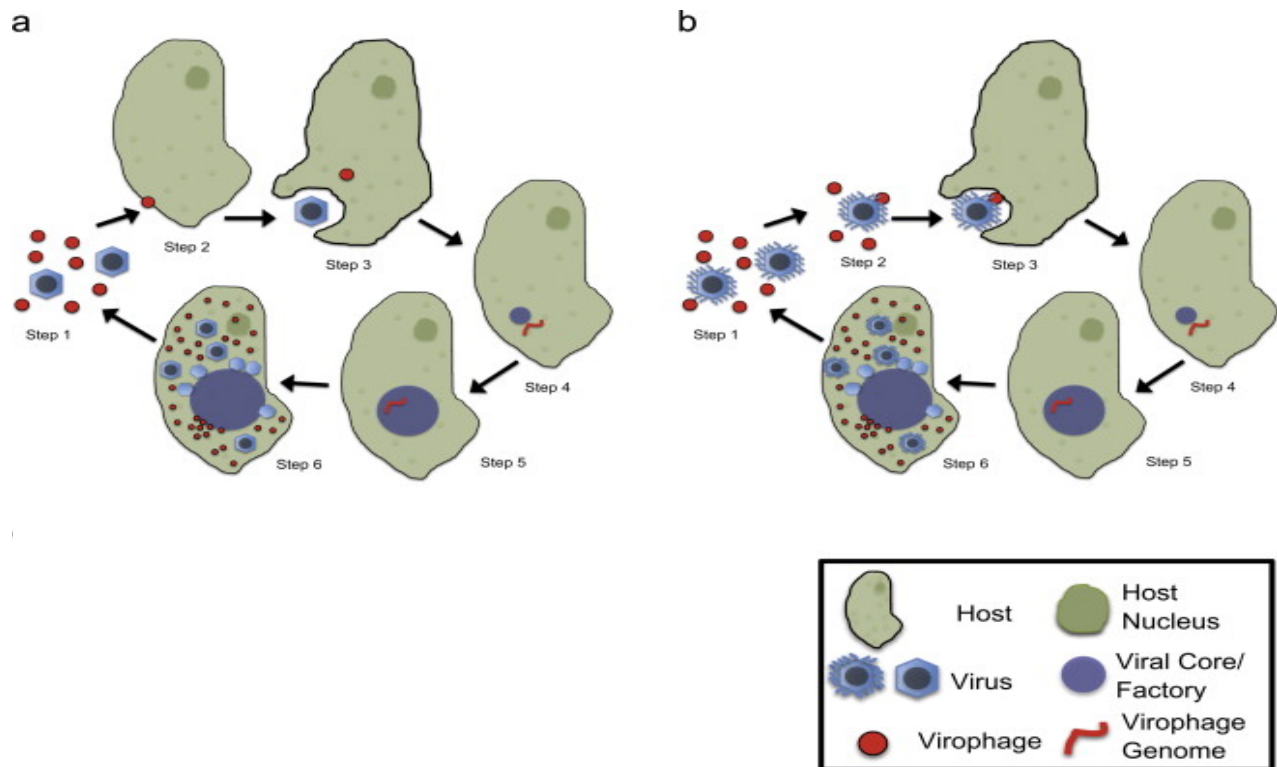 a
Step 1
Step 2
Step 3
Step 4
Step 5
Step 6
b
Step 1
Step 2
Step 3
Step 4
Step 5
Step 6
Host
Host
Nucleus
Virus
Viral Core/
Factory
Virophage
Virophage
Genome